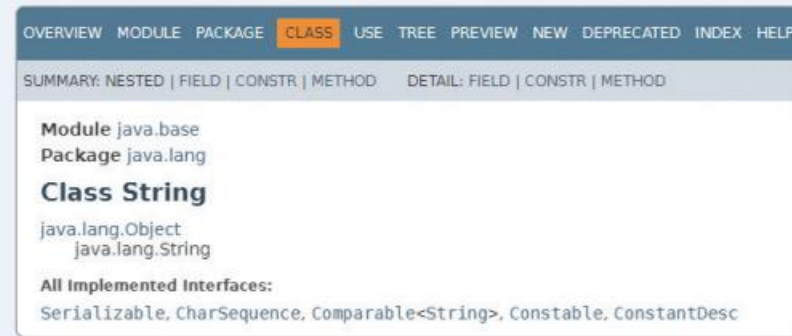 OVERVIEW MODULE PACKAGE CLASS USE TREE PREVIEW NEW DEPRECATED INDEX HELP
SUMMARY: NESTED | FIELD | CONSTR | METHOD DETAIL: FIELD | CONSTR | METHOD
Module java.base
Package java.lang
Class String
java.lang.Object
java.lang.String
All Implemented Interfaces:
Serializable, CharSequence, Comparable<String>, Constable, ConstantDesc